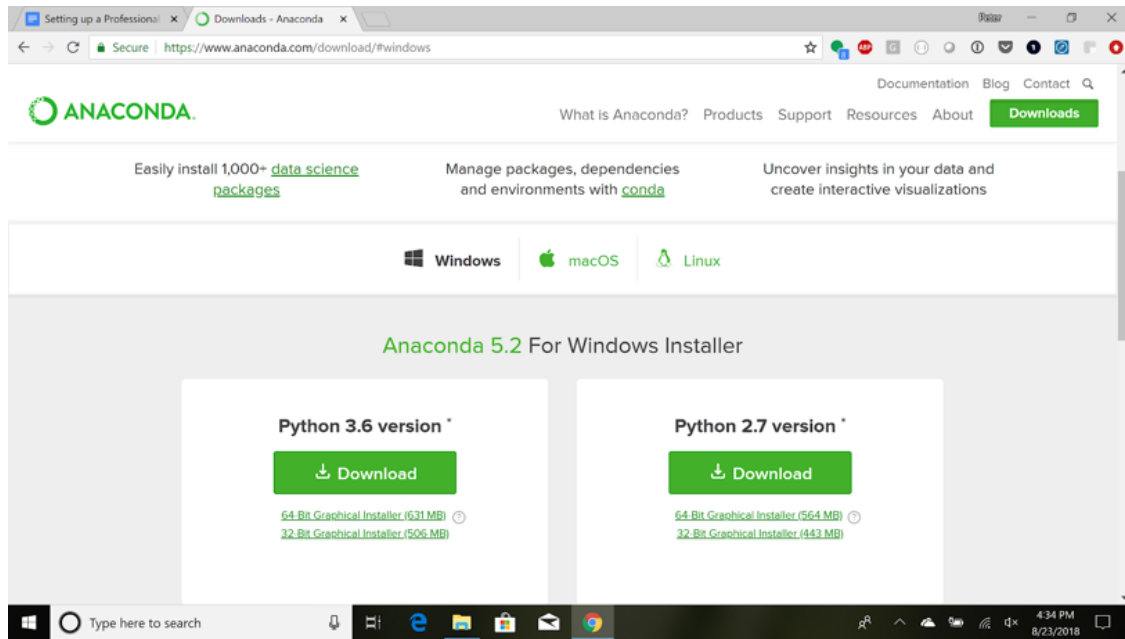 Setting up a Professional
Downloads - Anaconda
Peter
Secure https://www.anaconda.com/download/#windows
Documentation Blog Contact
ANACONDA.
What is Anaconda? Products Support Resources About Downloads
Easily install 1,000+ data science
packages
Manage packages, dependencies
and environments with conda
Uncover insights in your data and
create interactive visualizations
Windows macOS Linux
Anaconda 5.2 For Windows Installer
Python 3.6 version *
Download
64-Bit Graphical Installer (631 MB) ?
32-Bit Graphical Installer (506 MB)
Python 2.7 version *
Download
64-Bit Graphical Installer (564 MB) ?
32-Bit Graphical Installer (443 MB)
Type here to search
4:34 PM
8/23/2018